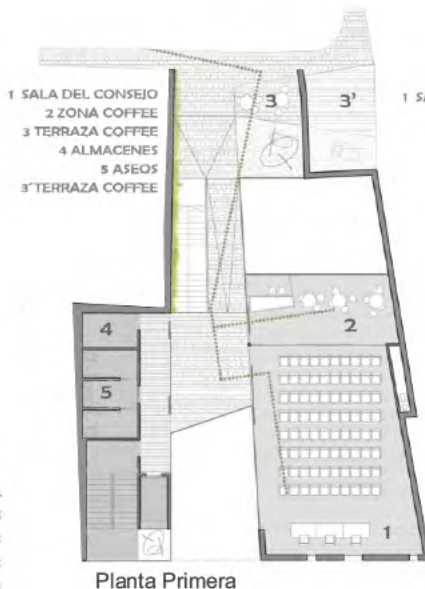 1 SALA DEL CONSEJO
2 ZONA COFFEE
3 TERRAZA COFFEE
4 ALMACENES
5 ASEOS
3´TERRAZA COFFEE
3
3'
1
2
4
5
1
Planta Primera